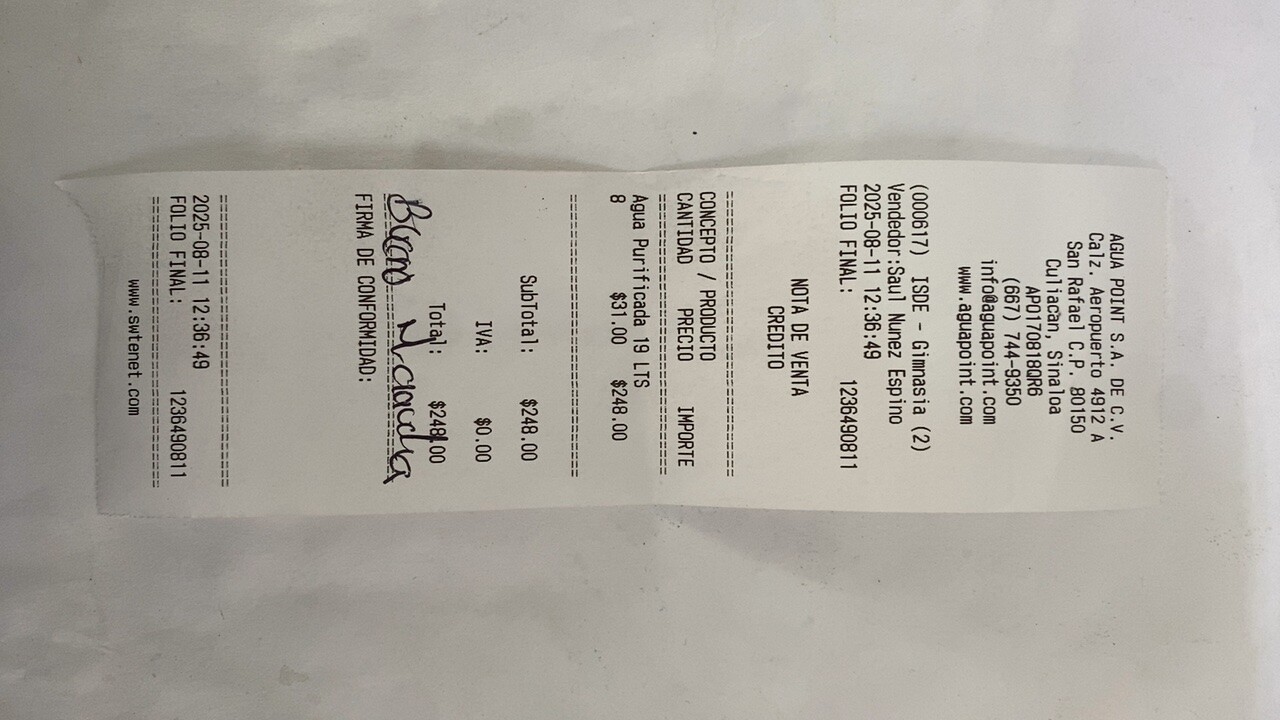 AGUA POINT S.A. DE C.V.
Calz. Aeropuerto 4912 A
San Rafael C.P. 80150
Culiacan, Sinaloa
APO170818QR6
(667) 744-9350
info@aguapoint.com
www.aguapoint.com
(000617) ISDE - Gimnasia (2)
Vendedor:Saul Nunez Espino
2025-08-11 12:36:49
FOLIO FINAL: 1236490811
NOTA DE VENTA
CREDITO
==============================
CONCEPTO / PRODUCTO
CANTIDAD PRECIO IMPORTE
==============================
Agua Purificada 19 LTS
8 $31.00 $248.00
==============================
SubTotal: $248.00
IVA: $0.00
Total: $248.00
FIRMA DE CONFORMIDAD:
==============================
2025-08-11 12:36:49
FOLIO FINAL: 1236490811
==============================
www.swtenet.com